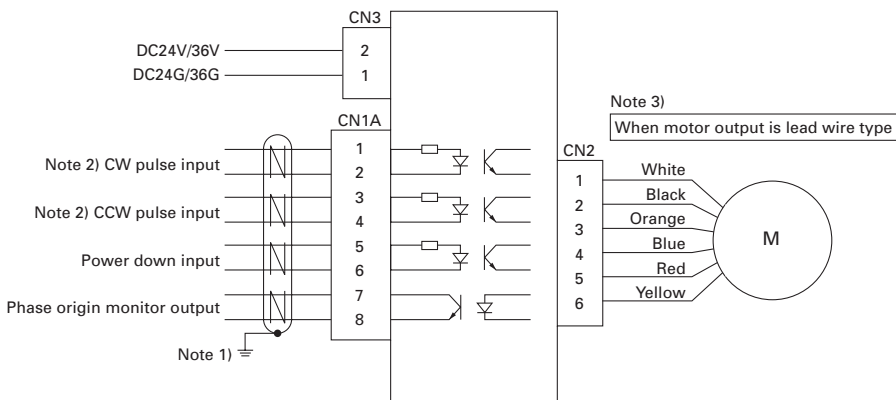 CN3
DC24V/36V
2
DC24G/36G
1
CN1A
1
Note 2) CW pulse input
2
3
Note 2) CCW pulse input
4
5
Power down input
6
7
Phase origin monitor output
8
Note 1)
Note 3)
When motor output is lead wire type
CN2
1 White
2 Black
3 Orange
4 Blue
5 Red
6 Yellow
M